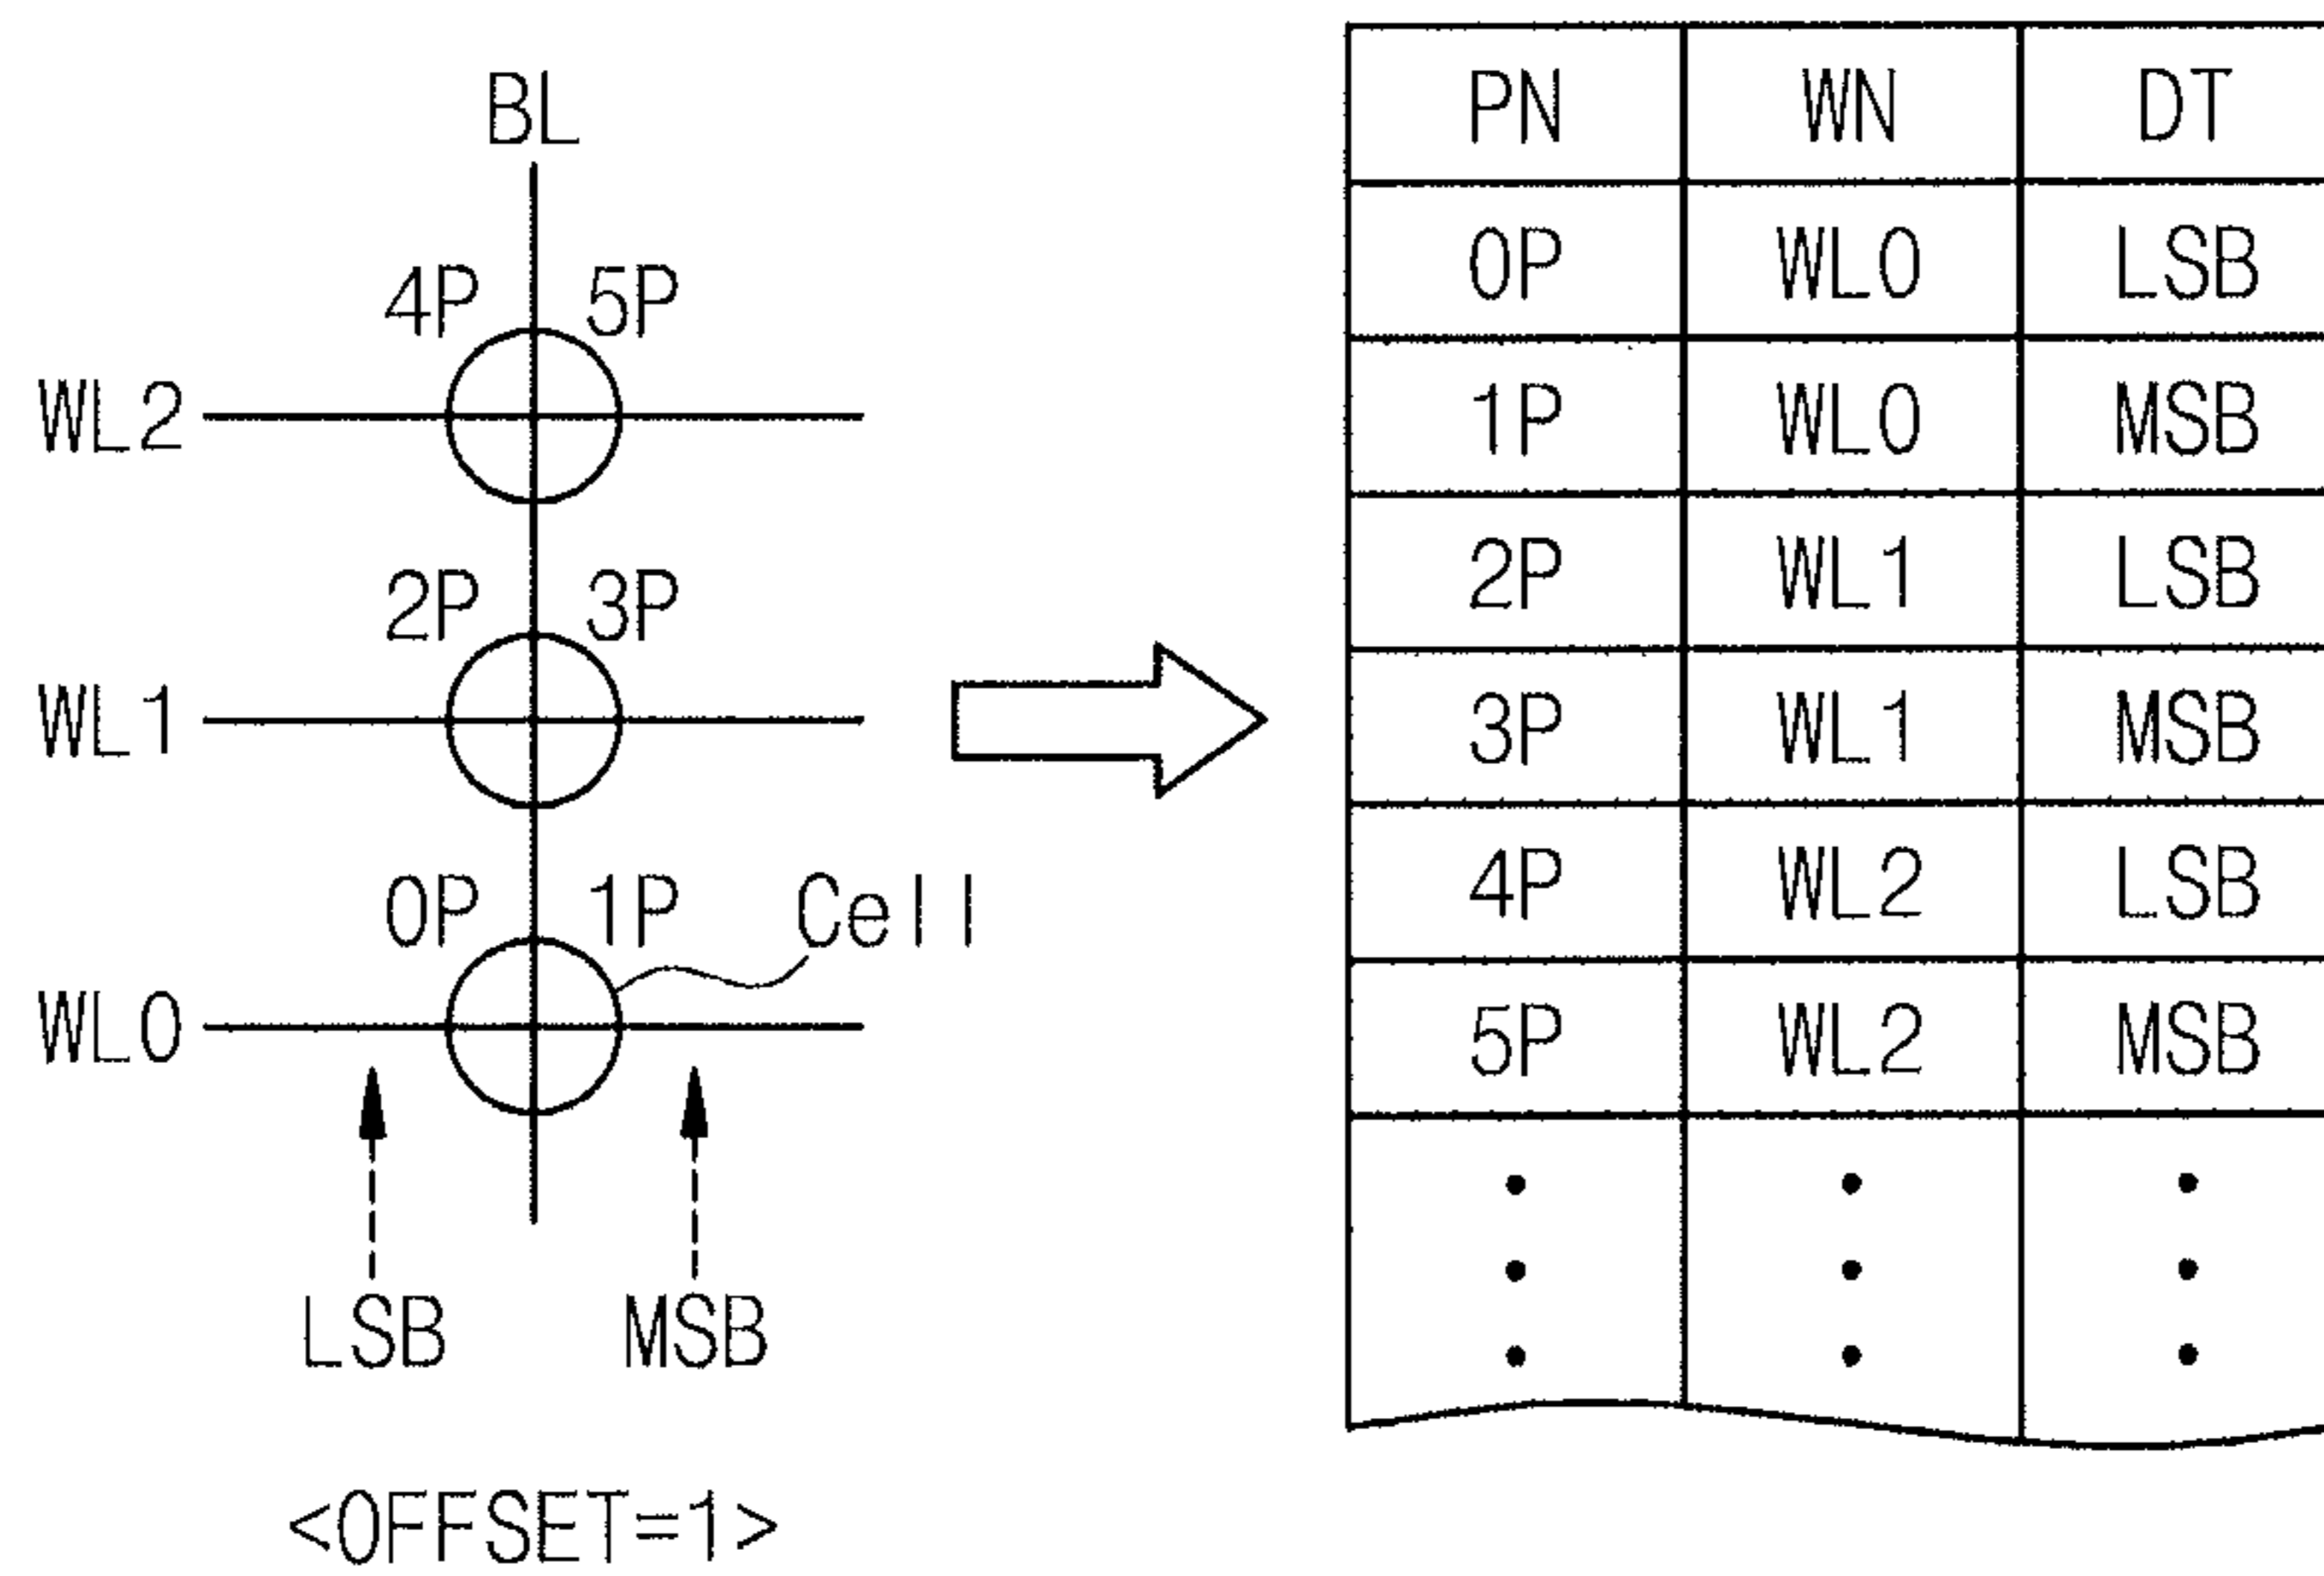 BL
4P 5P
WL2
2P 3P
WL1
0P 1P Cell
WL0
LSB MSB
<OFFSET=1>
PN WN DT
0P WL0 LSB
1P WL0 MSB
2P WL1 LSB
3P WL1 MSB
4P WL2 LSB
5P WL2 MSB